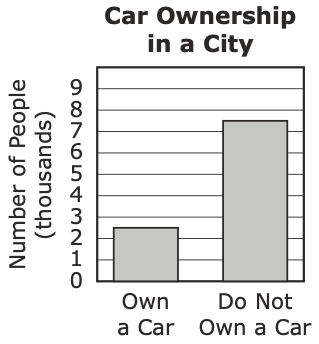 Car Ownership
in a City
Number of People
(thousands)
9
8
7
6
5
4
3
2
1
0
Own
a Car
Do Not
Own a Car